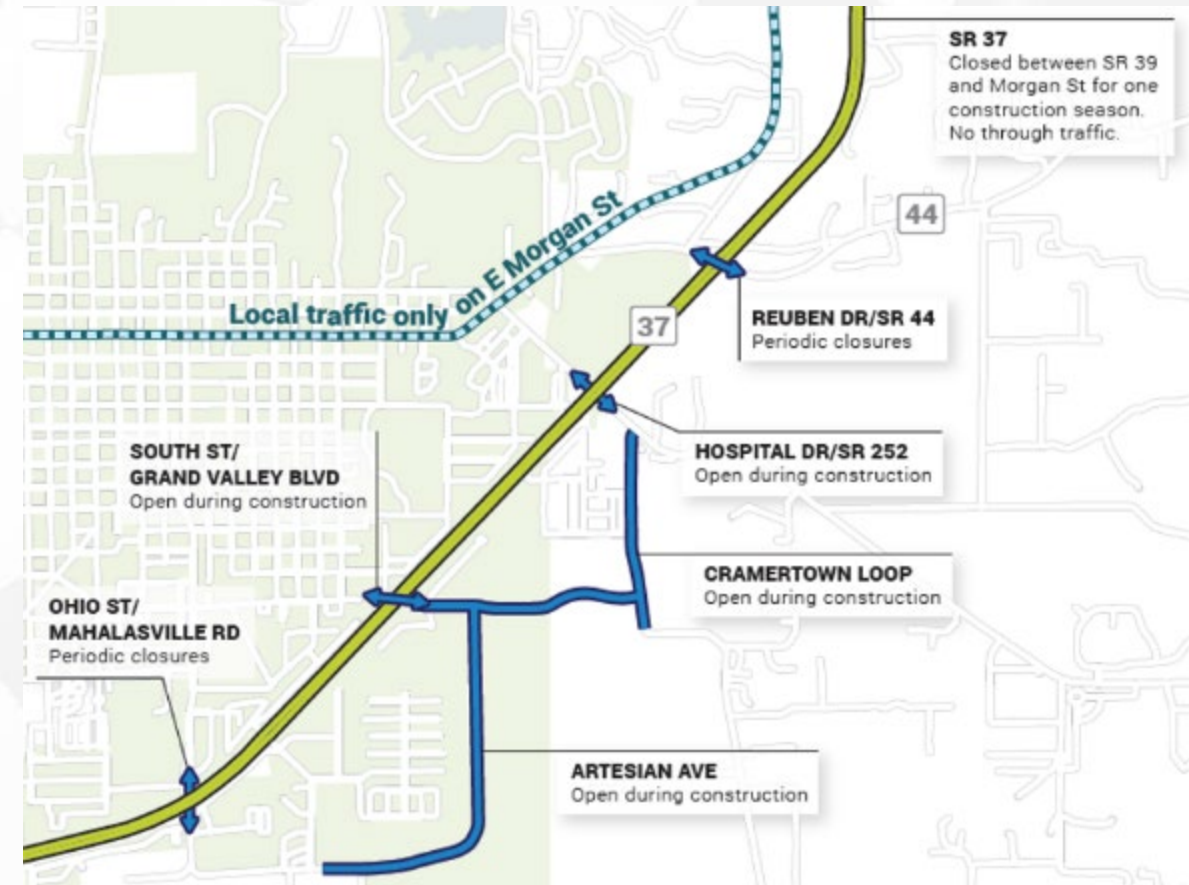 SR 37
Closed between SR 39
and Morgan St for one
construction season.
No through traffic.
44
Local traffic only on E Morgan St
37
REUBEN DR/SR 44
Periodic closures
SOUTH ST/
GRAND VALLEY BLVD
Open during construction
HOSPITAL DR/SR 252
Open during construction
CRAMERTOWN LOOP
Open during construction
OHIO ST/
MAHALASVILLE RD
Periodic closures
ARTESIAN AVE
Open during construction